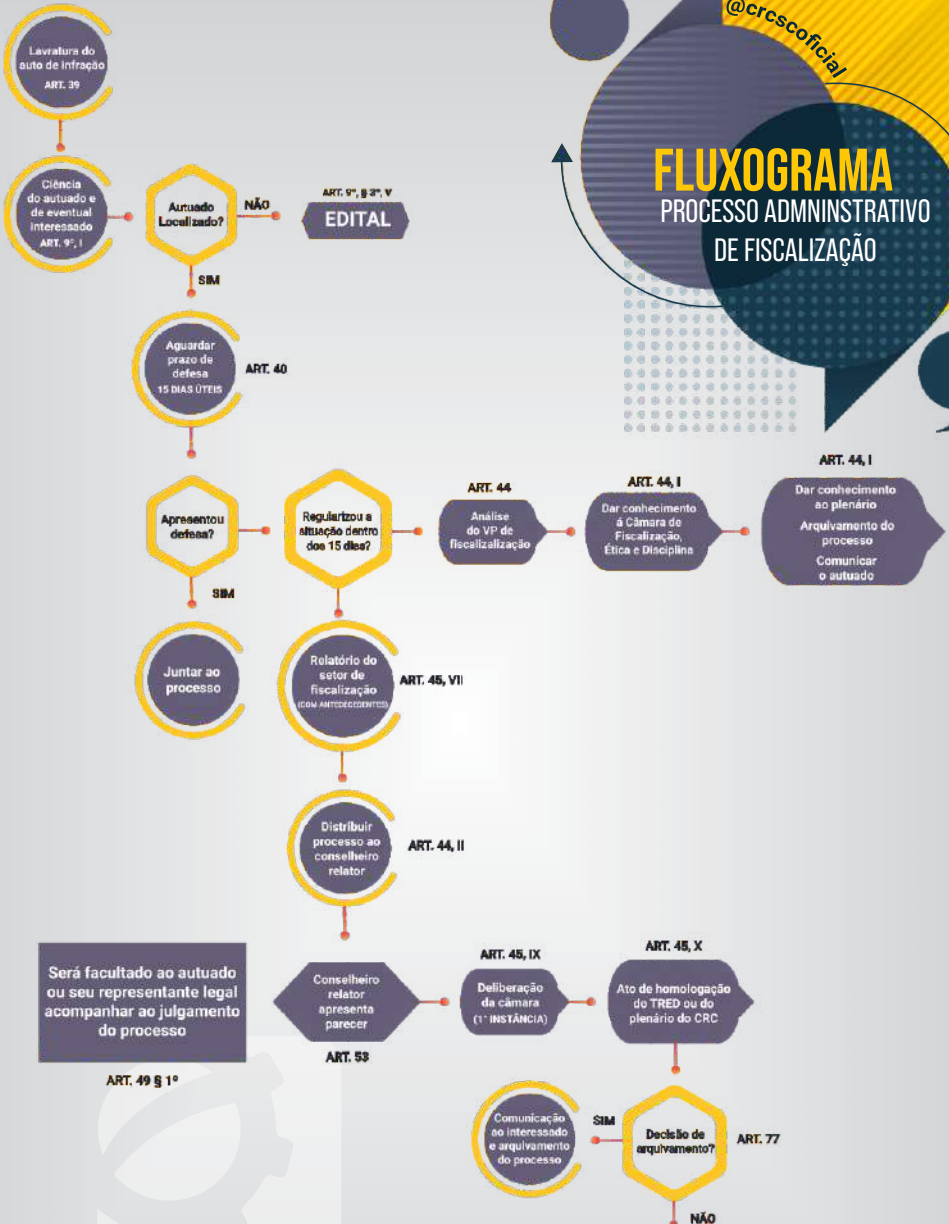 @crcscoficial
FLUXOGRAMA
PROCESSO ADMNINSTRATIVO
DE FISCALIZAÇÃO
Lavratura do
auto de infração
ART. 39
Ciência
do autuado e
de eventual
interessado
ART. 9º, I
Autuado
Localizado?
NÃO
ART. 9º, § 3º, V
EDITAL
SIM
Aguardar
prazo de
defesa
15 DIAS ÚTEIS
ART. 40
Apresentou
defesa?
SIM
Juntar ao
processo
Regularizou a
situação dentro
dos 15 dias?
ART. 44
Análise
do VP de
fiscalizalização
ART. 44, I
Dar conhecimento
á Câmara de
Fiscalização,
Ética e Disciplina
ART. 44, I
Dar conhecimento
ao plenário
Arquivamento do
processo
Comunicar
o autuado
Relatório do
setor de
fiscalização
(COM ANTEDECEDENTES)
ART. 45, VII
Distribuir
processo ao
conselheiro
relator
ART. 44, II
Será facultado ao autuado
ou seu representante legal
acompanhar ao julgamento
do processo
ART. 49 § 1º
Conselheiro
relator
apresenta
parecer
ART. 53
ART. 45, IX
Deliberação
da câmara
(1ª INSTÂNCIA)
ART. 45, X
Ato de homologação
do TRED ou do
plenário do CRC
Decisão de
arquivamento?
ART. 77
SIM
Comunicação
ao interessado
e arquivamento
do processo
NÃO